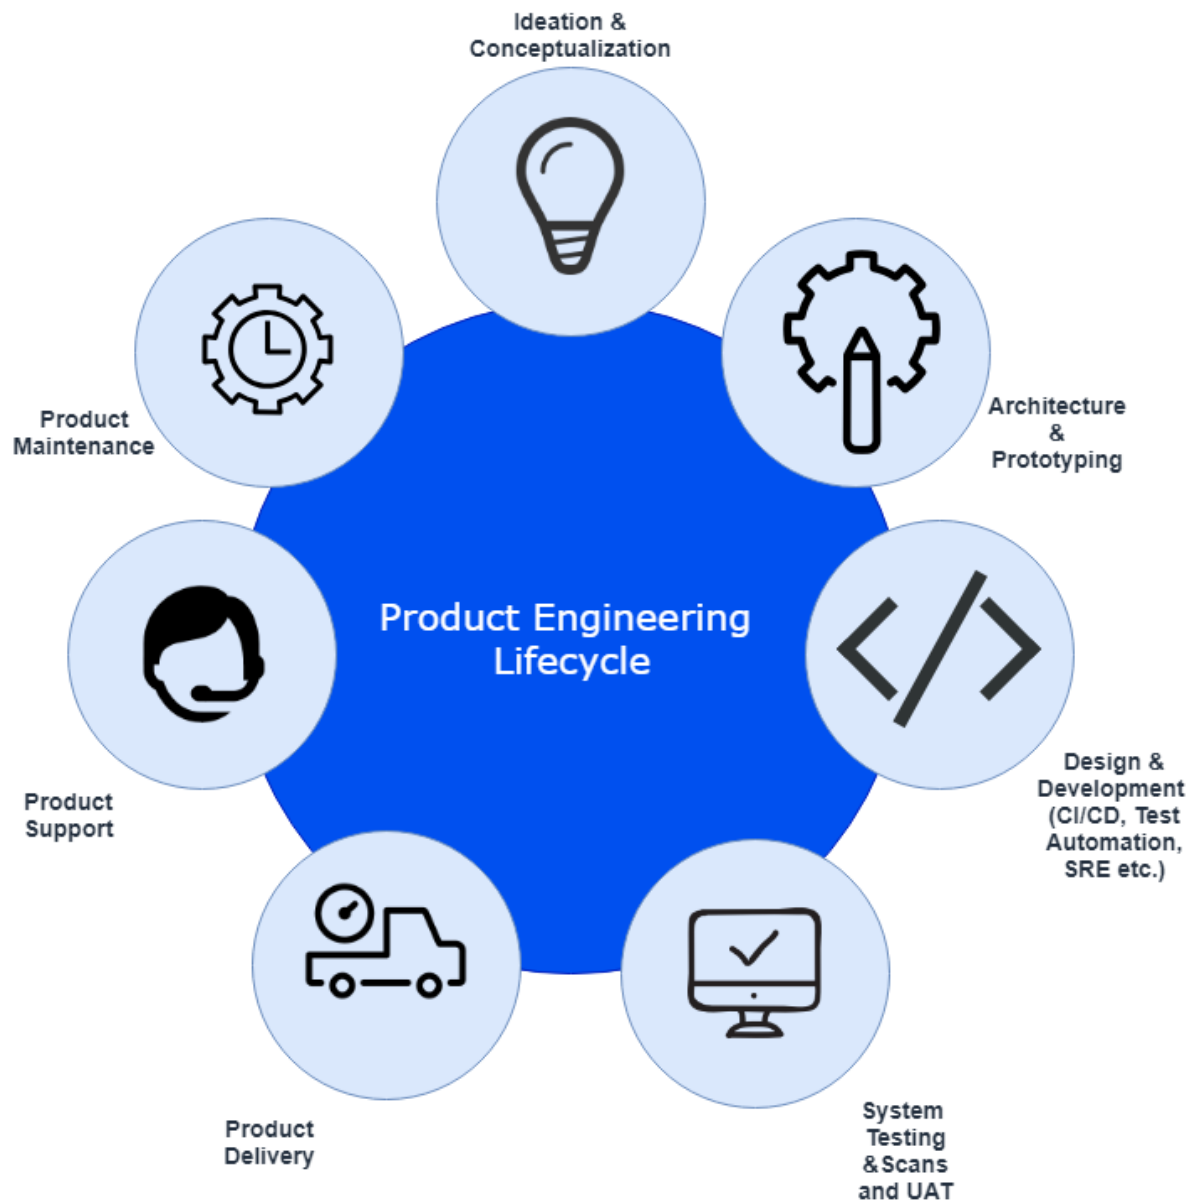 Ideation &
Conceptualization
Architecture
&
Prototyping
Design &
Development
(CI/CD, Test
Automation,
SRE etc.)
System
Testing
&Scans
and UAT
Product
Delivery
Product
Support
Product
Maintenance
Product Engineering
Lifecycle